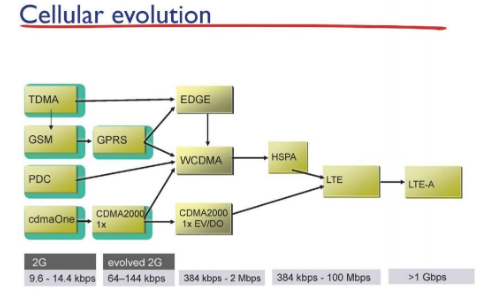 Cellular evolution
TDMA
EDGE
GSM
GPRS
WCDMA
HSPA
PDC
LTE
LTE-A
cdmaOne
CDMA2000
1x
CDMA2000
1x EV/DO
2G
evolved 2G
9.6 - 14.4 kbps
64–144 kbps
384 kbps - 2 Mbps
384 kbps - 100 Mbps
>1 Gbps